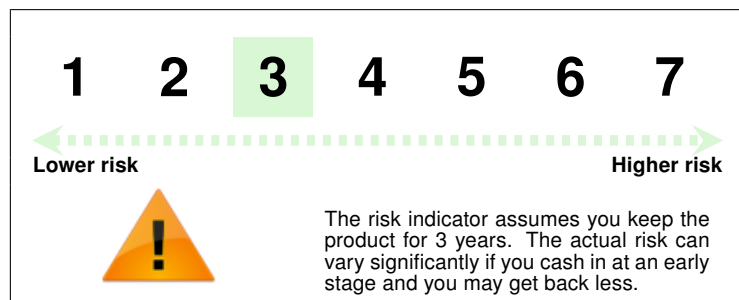 1 2 3 4 5 6 7
Lower risk Higher risk
The risk indicator assumes you keep the
product for 3 years. The actual risk can
vary significantly if you cash in at an early
stage and you may get back less.